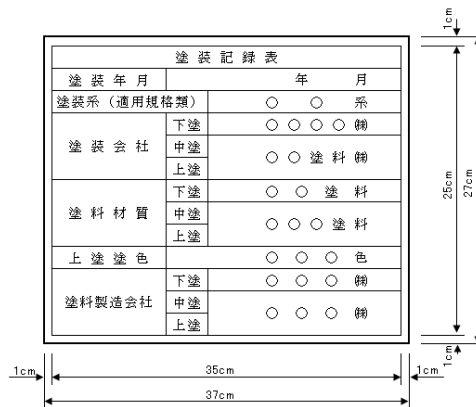 塗装記録表
塗装年月 年 月
塗装系（適用規格類） ○ ○ 系
塗装会社 下塗 ○○○○㈱
中塗 ○○塗料㈱
上塗
塗料材質 下塗 ○○塗料
中塗 ○○○塗料
上塗
上塗塗色 ○○○色
塗料製造会社 下塗 ○○○㈱
中塗 ○○○㈱
上塗
1cm
25cm
27cm
1cm
1cm 35cm 1cm
37cm